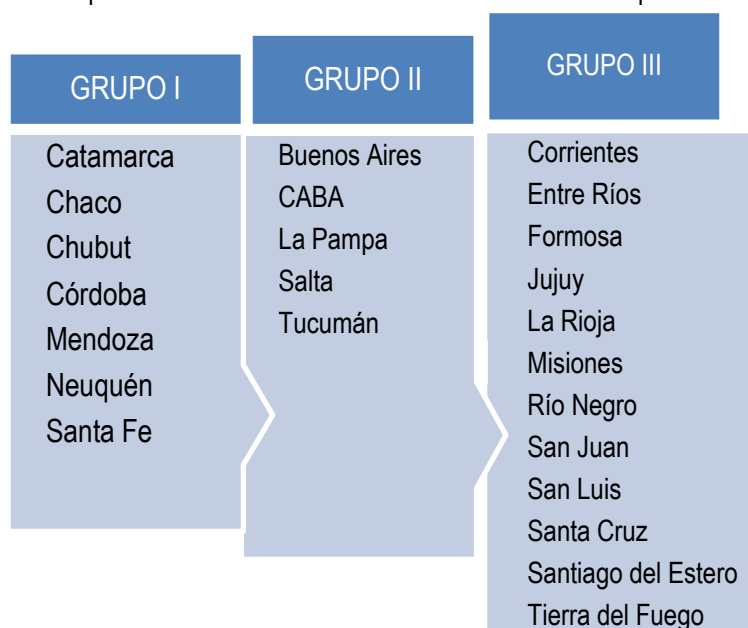 GRUPO I
Catamarca
Chaco
Chubut
Córdoba
Mendoza
Neuquén
Santa Fe
GRUPO II
Buenos Aires
CABA
La Pampa
Salta
Tucumán
GRUPO III
Corrientes
Entre Ríos
Formosa
Jujuy
La Rioja
Misiones
Río Negro
San Juan
San Luis
Santa Cruz
Santiago del Estero
Tierra del Fuego